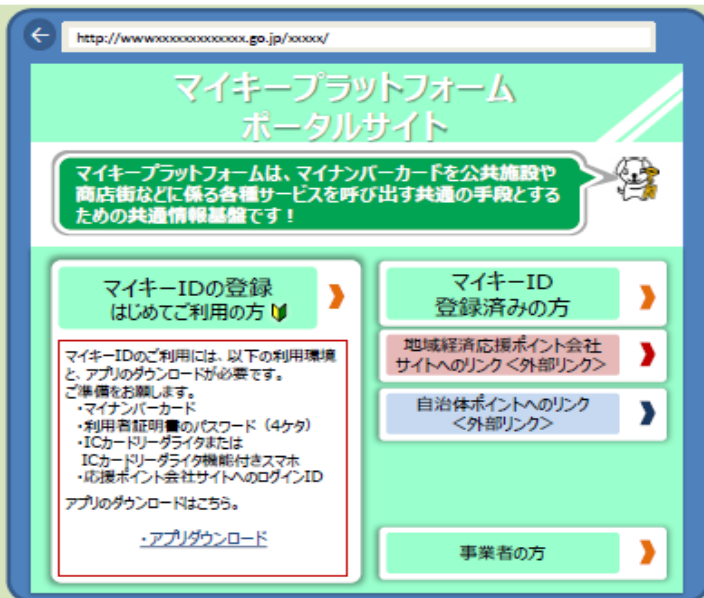 http://wwwxxxxxxxxxxxxx.go.jp/xxxxx/
マイキープラットフォーム
ポータルサイト
マイキープラットフォームは、マイナンバーカードを公共施設や
商店街などに係る各種サービスを呼び出す共通の手段とする
ための共通情報基盤です！
マイキーIDの登録
はじめてご利用の方
マイキーIDのご利用には、以下の利用環境
と、アプリのダウンロードが必要です。
ご準備をお願します。
・マイナンバーカード
・利用者証明書のパスワード（4ケタ）
・ICカードリーダライタまたは
ICカードリーダライタ機能付きスマホ
・応援ポイント会社サイトへのログインID
アプリのダウンロードはこちら。
・アプリダウンロード
マイキーID
登録済みの方
地域経済応援ポイント会社
サイトへのリンク＜外部リンク＞
自治体ポイントへのリンク
＜外部リンク＞
事業者の方